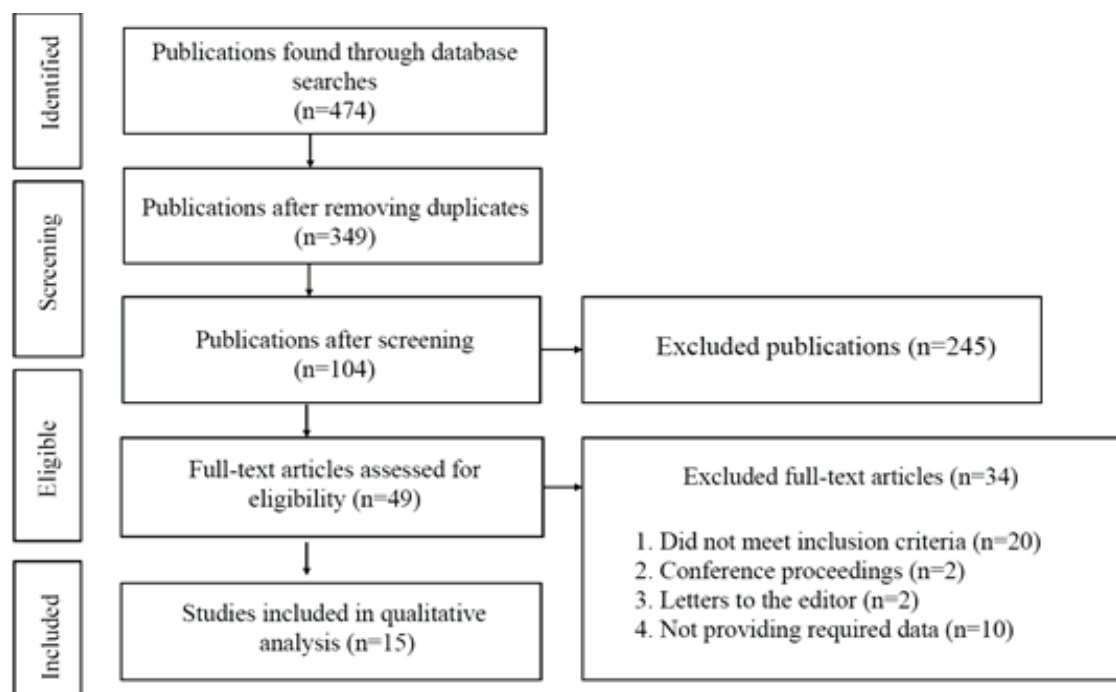 Identified
Publications found through database
searches
(n=474)
Screening
Publications after removing duplicates
(n=349)
Publications after screening
(n=104)
Excluded publications (n=245)
Eligible
Full-text articles assessed for
eligibility (n=49)
Excluded full-text articles (n=34)
1. Did not meet inclusion criteria (n=20)
2. Conference proceedings (n=2)
3. Letters to the editor (n=2)
4. Not providing required data (n=10)
Included
Studies included in qualitative
analysis (n=15)